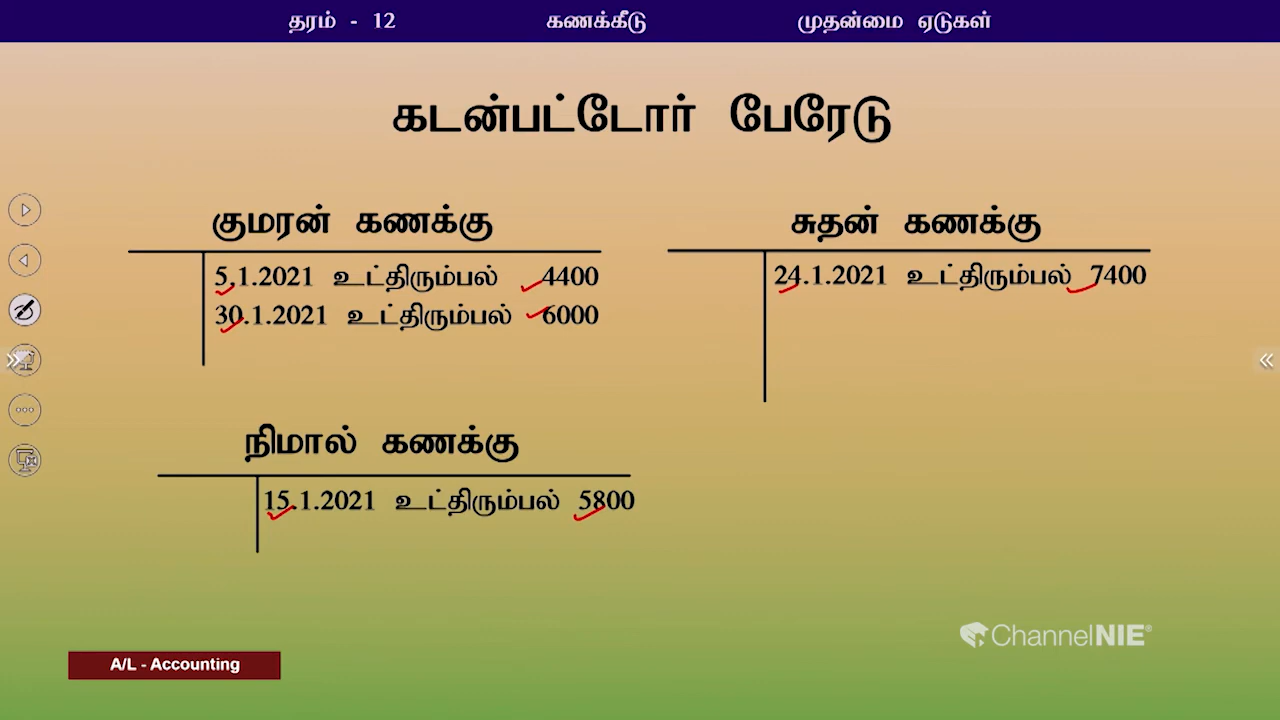 தரம் - 12 கணக்கீடு முதன்மை ஏடுகள்
கடன்பட்டோர் பேரேடு
குமரன் கணக்கு
5.1.2021 உட்திரும்பல் 4400
30.1.2021 உட்திரும்பல் 6000
சுதன் கணக்கு
24.1.2021 உட்திரும்பல் 7400
நிமால் கணக்கு
15.1.2021 உட்திரும்பல் 5800
ChannelNIE®
A/L - Accounting